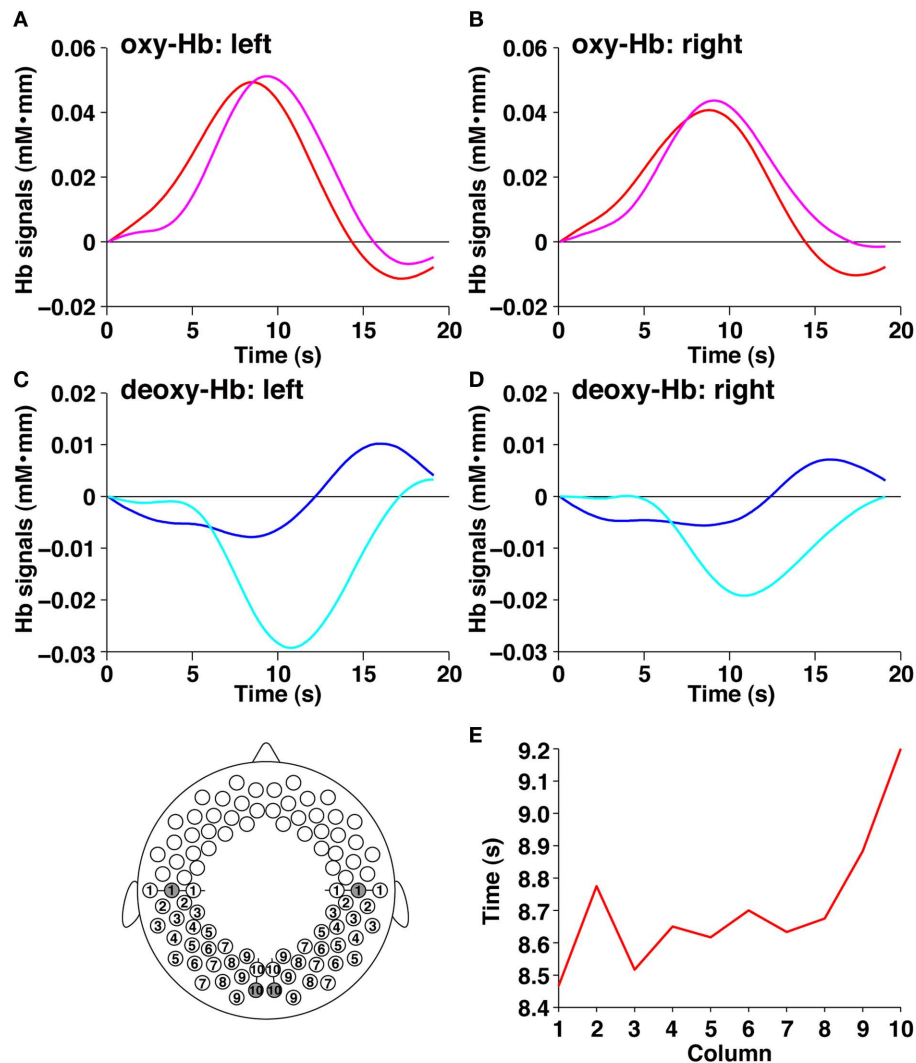 A
oxy-Hb: left
Hb signals (mM•mm)
0.06
0.04
0.02
0
−0.02
0 5 10 15 20
Time (s)
B
oxy-Hb: right
Hb signals (mM•mm)
0.06
0.04
0.02
0
−0.02
0 5 10 15 20
Time (s)
C
deoxy-Hb: left
Hb signals (mM•mm)
0.02
0.01
0
−0.01
−0.02
−0.03
0 5 10 15 20
Time (s)
D
deoxy-Hb: right
Hb signals (mM•mm)
0.02
0.01
0
−0.01
−0.02
−0.03
0 5 10 15 20
Time (s)
1 1 1 1 1 1
2 2 2 2
3 3 3 3
4 4 4 4
5 5 5 5
6 6 6 6
7 7 7 7
8 8 8 8
9 9 9 9 9 9
10 10
10 10
E
Time (s)
9.2
9.1
9.0
8.9
8.8
8.7
8.6
8.5
8.4
1 2 3 4 5 6 7 8 9 10
Column